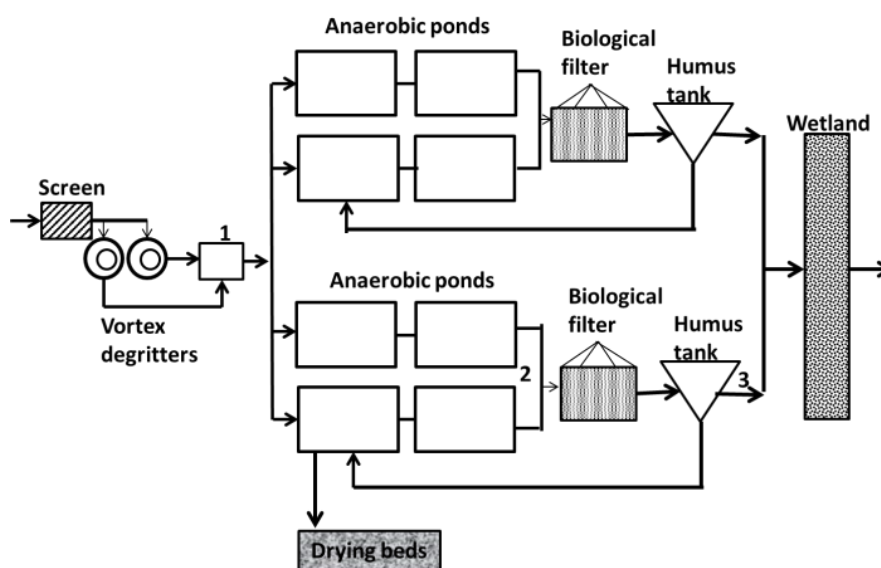 Anaerobic ponds
Biological
filter
Humus
tank
Wetland
Screen
1
Vortex
degritters
Anaerobic ponds
Biological
filter
Humus
tank
2
3
Drying beds